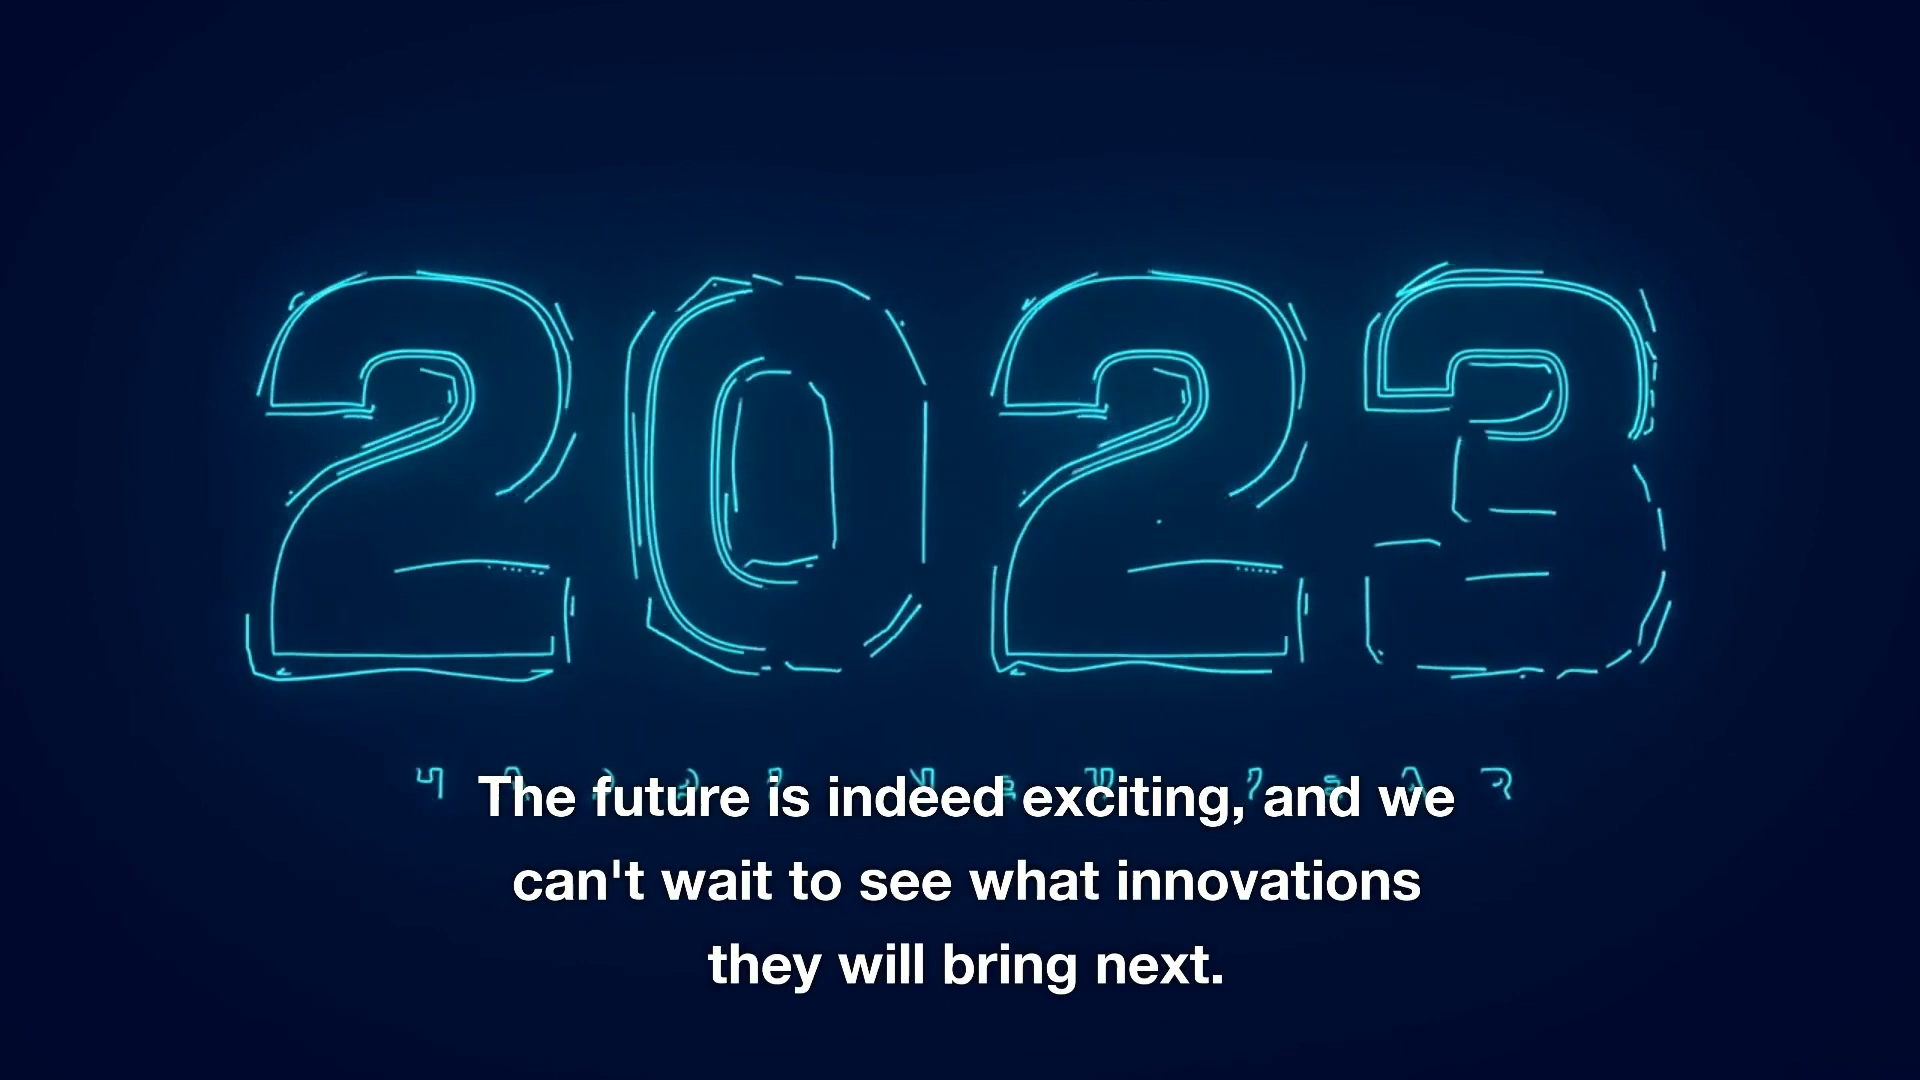 2023
The future is indeed exciting, and we
can't wait to see what innovations
they will bring next.